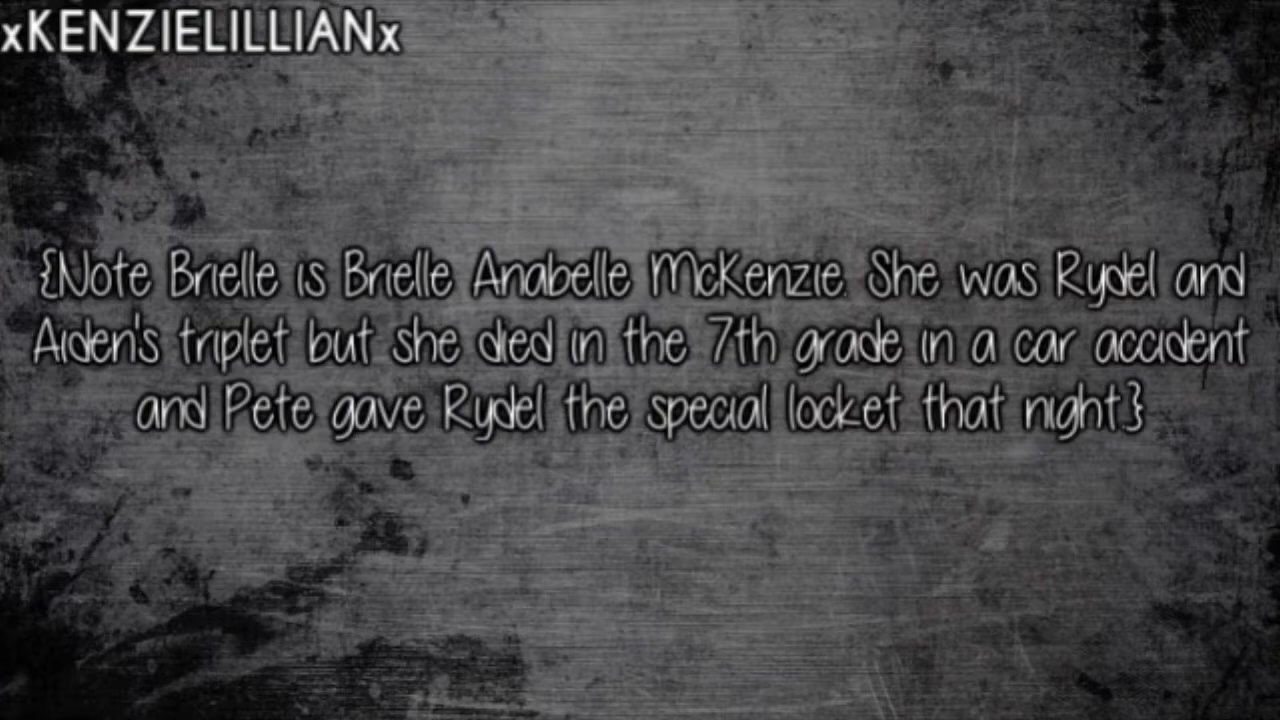 xKENZIELILLIANx
{Note Brielle is Brielle Anabelle McKenzie. She was Rydel and
Aiden's triplet but she died in the 7th grade in a car accident
and Pete gave Rydel the special locket that night.}